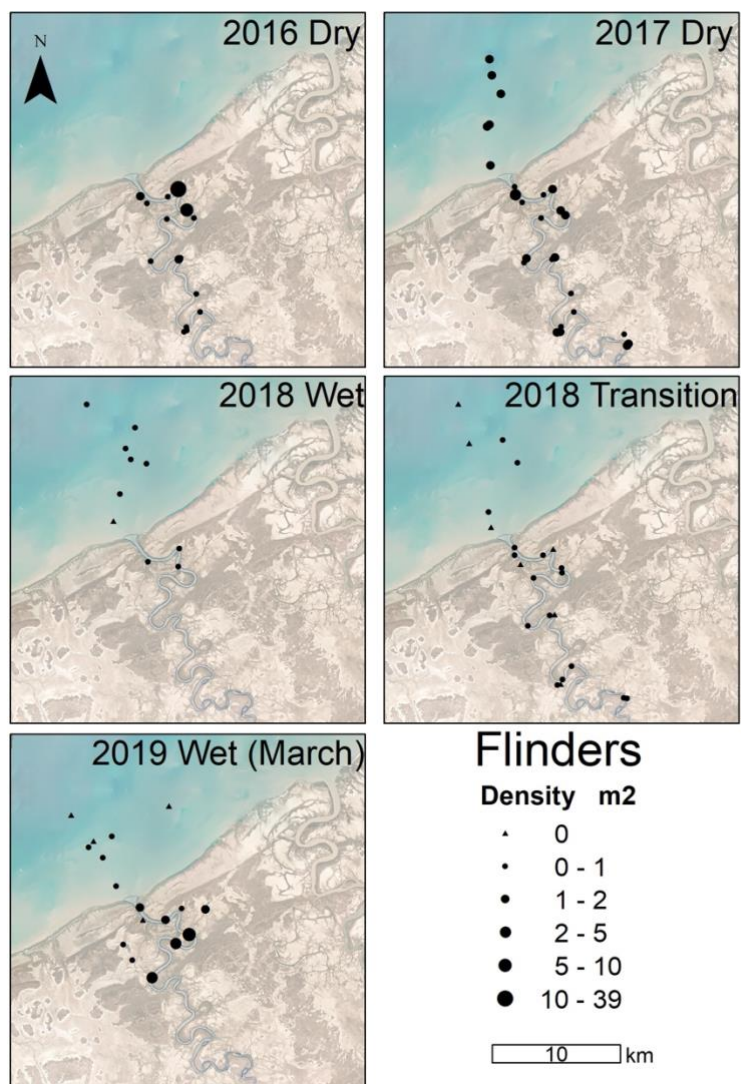 N
2016 Dry
2017 Dry
2018 Wet
2018 Transition
2019 Wet (March)
Flinders
Density m2
0
0 - 1
1 - 2
2 - 5
5 - 10
10 - 39
10 km